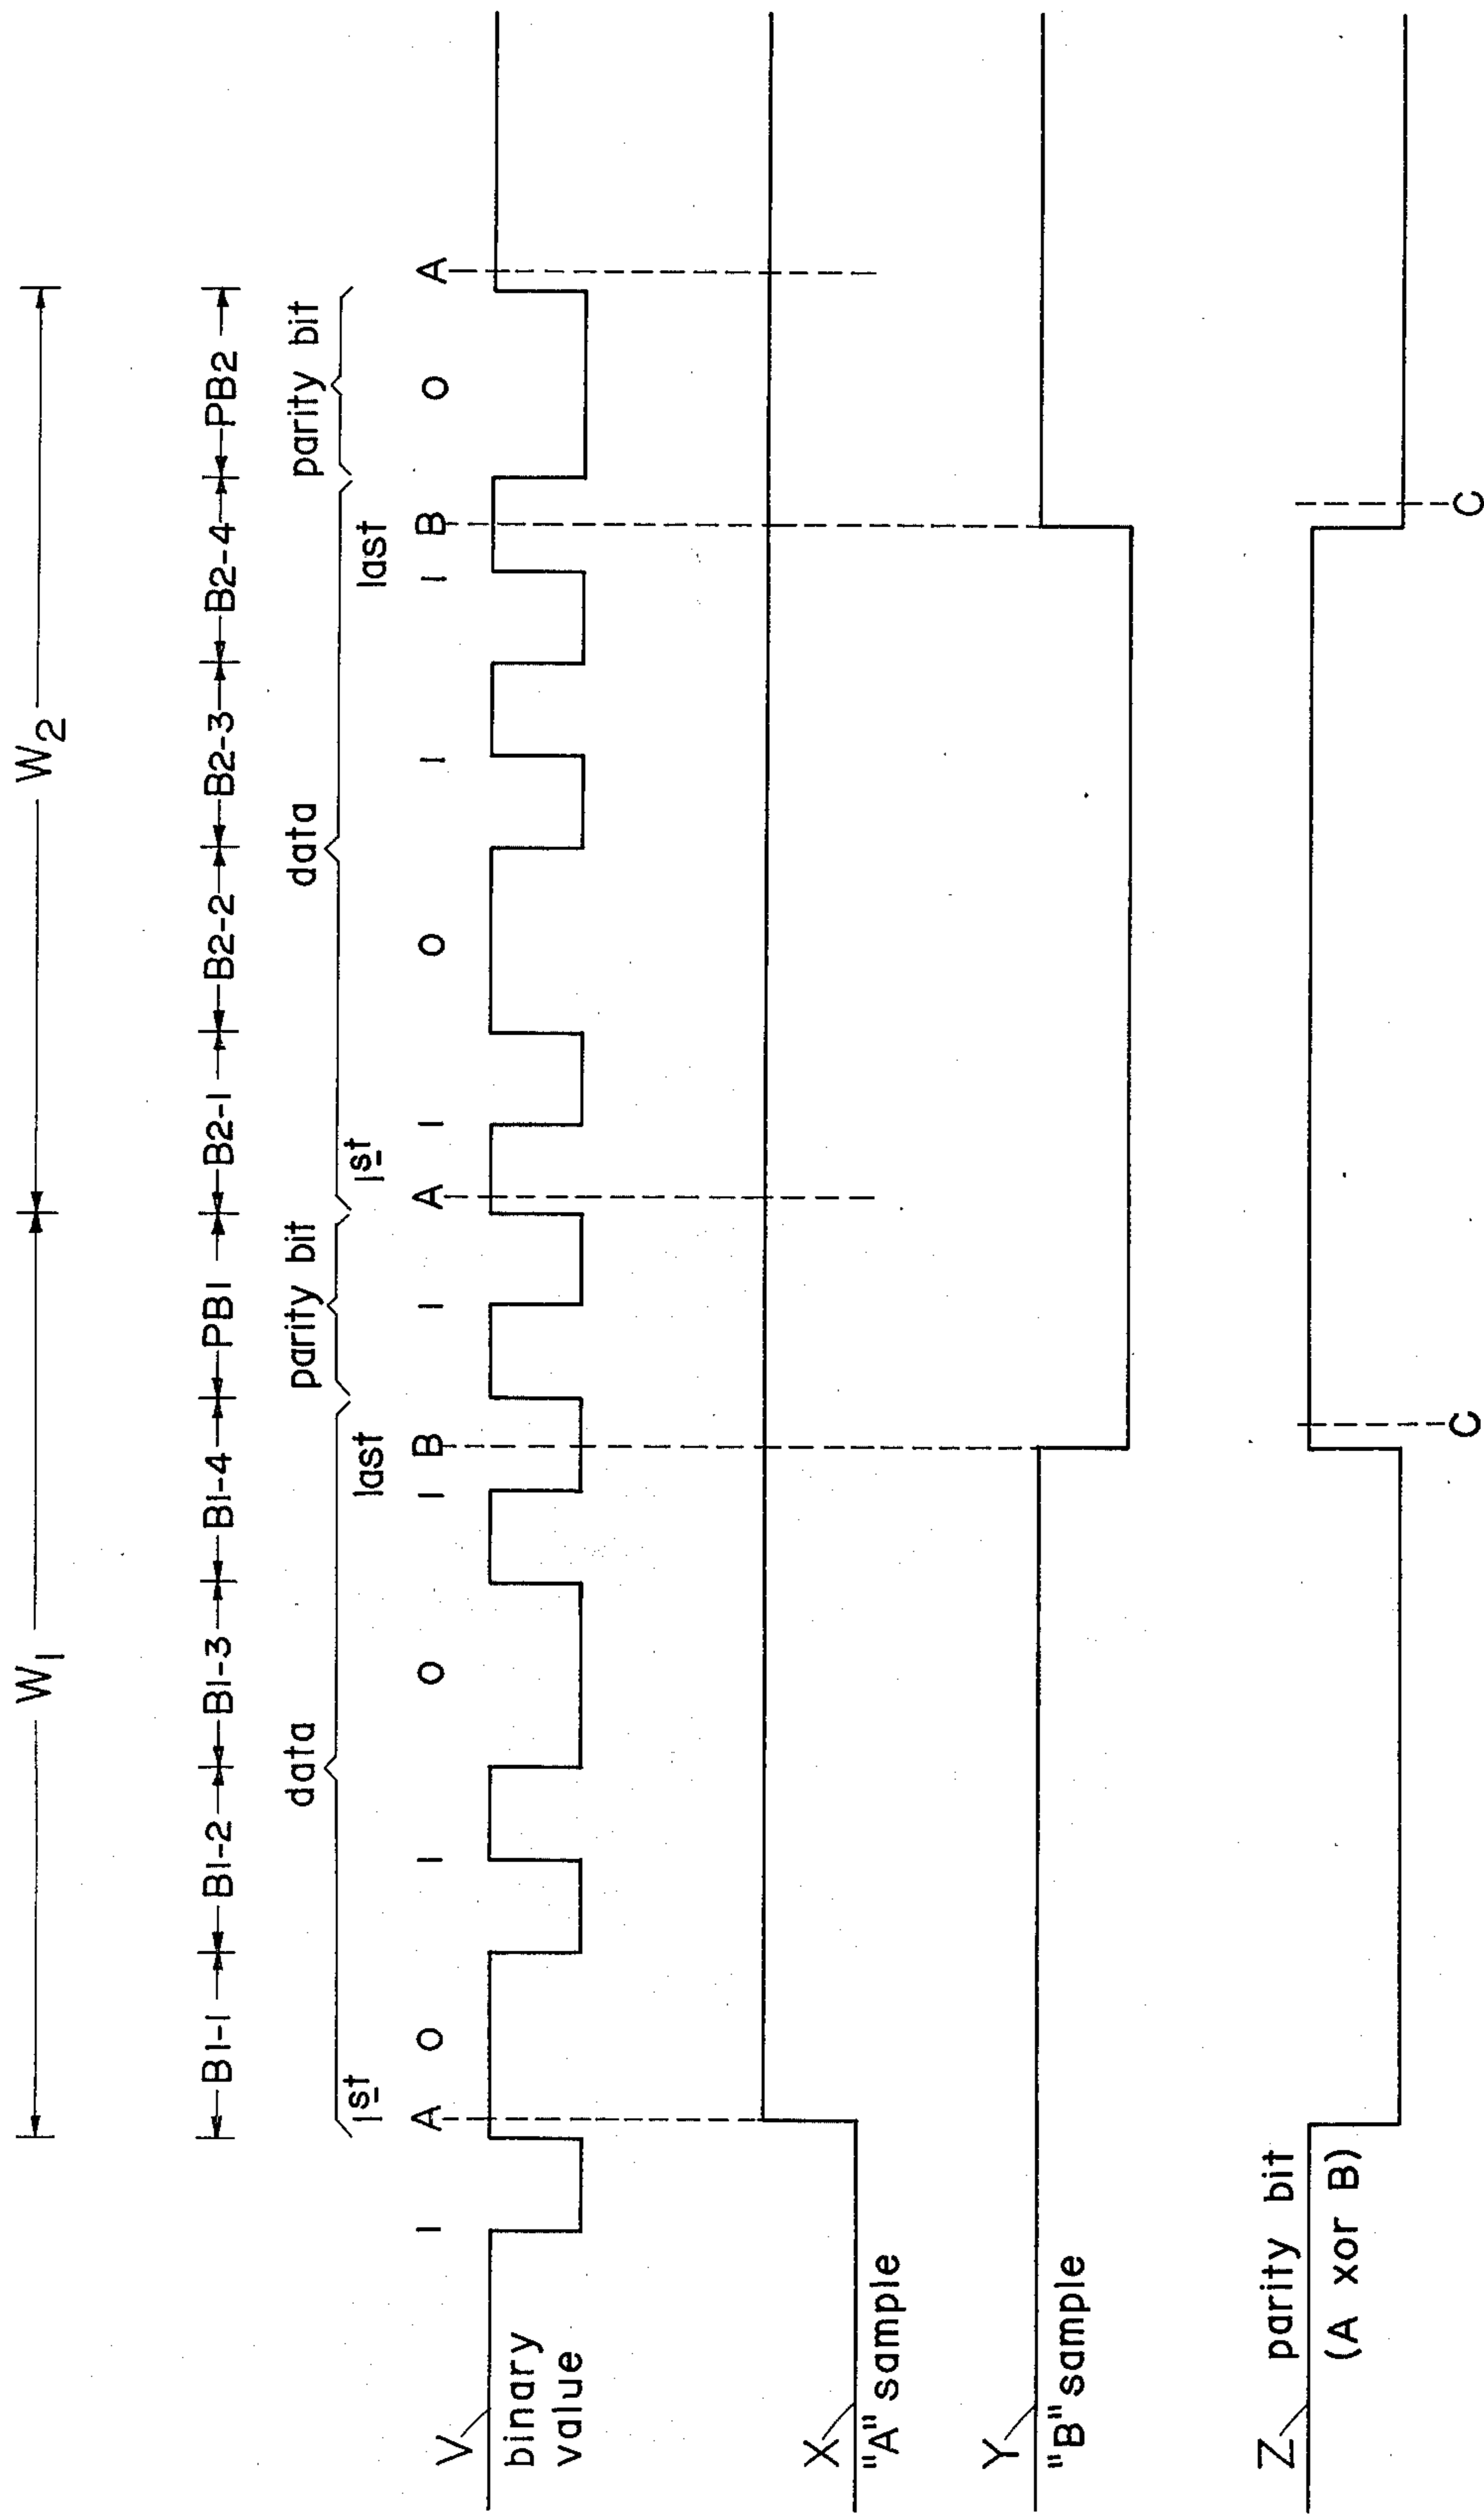 W1 W2
B1-1 B1-2 B1-3 B1-4 PB1 B2-1 B2-2 B2-3 B2-4 PB2
data parity bit data parity bit
1st last 1st last
1 A 0 1 0 1 B 1 A 1 0 1 1 B 0 A
V
binary
value
X
"A" sample
Y
"B" sample
Z parity bit
(A xor B)
C C